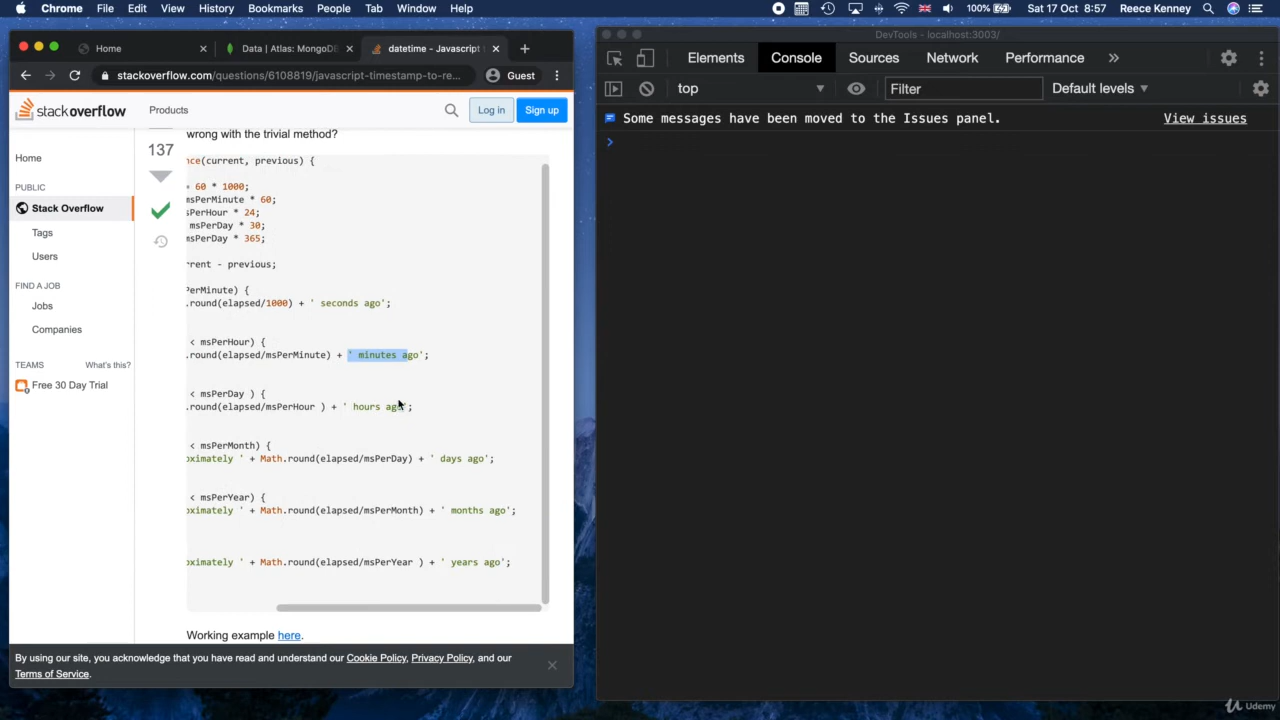 Chrome File Edit View History Bookmarks People Tab Window Help 100% Sat 17 Oct 8:57 Reece Kenney
Home Data | Atlas: MongoDB datetime - Javascript
DevTools - localhost:3003/
stackoverflow.com/questions/6108819/javascript-timestamp-to-re... Guest
Elements Console Sources Network Performance
top Filter Default levels
stackoverflow Products Log in Sign up
Some messages have been moved to the Issues panel. View issues
wrong with the trivial method?
137
Home
PUBLIC
Stack Overflow
Tags
Users
FIND A JOB
Jobs
Companies
TEAMS What's this?
Free 30 Day Trial
nce(current, previous) {
= 60 * 1000;
msPerMinute * 60;
sPerHour * 24;
msPerDay * 30;
msPerDay * 365;
rrent - previous;
PerMinute) {
.round(elapsed/1000) + ' seconds ago';
< msPerHour) {
.round(elapsed/msPerMinute) + ' minutes ago';
< msPerDay ) {
.round(elapsed/msPerHour ) + ' hours ago';
< msPerMonth) {
oximately ' + Math.round(elapsed/msPerDay) + ' days ago';
< msPerYear) {
oximately ' + Math.round(elapsed/msPerMonth) + ' months ago';
oximately ' + Math.round(elapsed/msPerYear ) + ' years ago';
Working example here.
By using our site, you acknowledge that you have read and understand our Cookie Policy, Privacy Policy, and our
Terms of Service.
Udemy